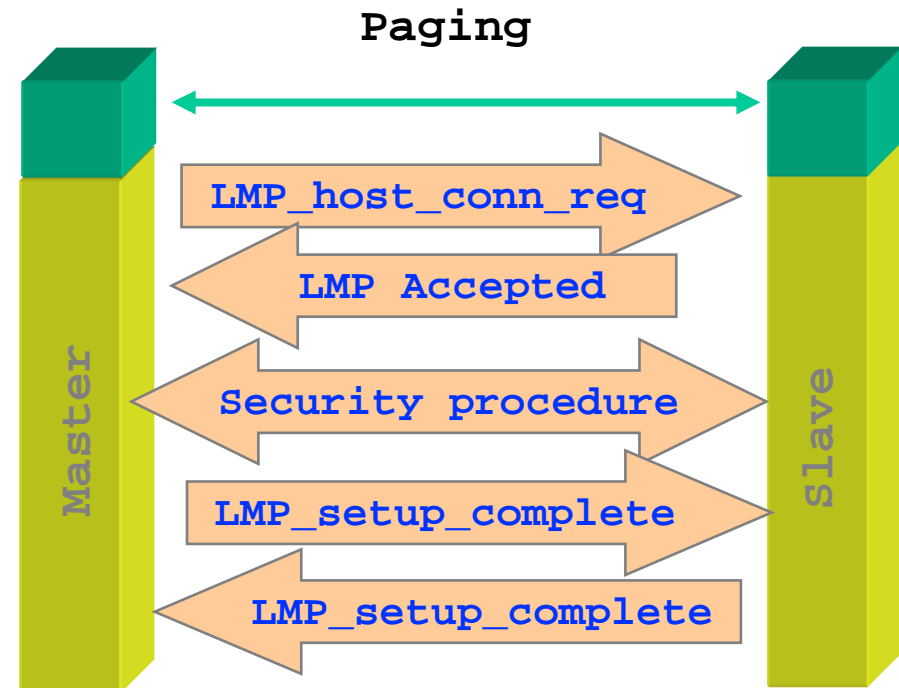 Paging
LMP_host_conn_req
LMP Accepted
Security procedure
LMP_setup_complete
LMP_setup_complete
Master
Slave